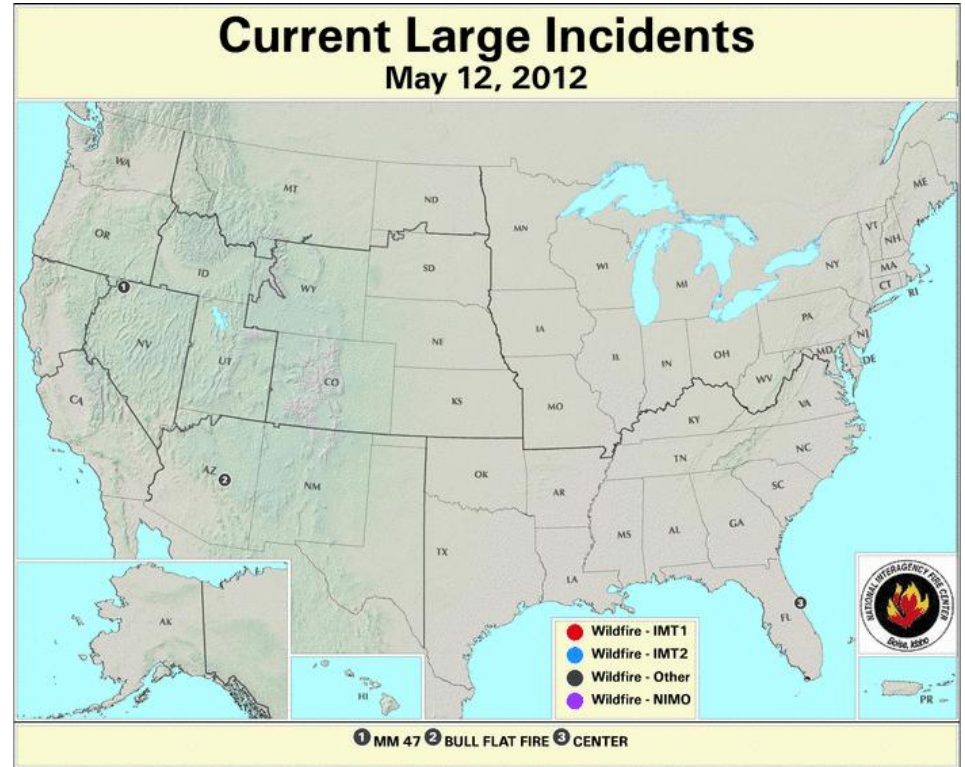 Current Large Incidents
May 12, 2012
WA
MT
ND
MN
ME
OR
ID
SD
WI
MI
NY
VT
NH
MA
CT
RI
WY
1
NV
UT
CO
NE
IA
IL
IN
OH
PA
NJ
MD
DE
WV
VA
CA
KS
MO
KY
AZ
2
NM
OK
AR
TN
NC
SC
TX
LA
MS
AL
GA
FL
3
AK
HI
PR
NATIONAL INTERAGENCY FIRE CENTER
Boise, Idaho
Wildfire - IMT1
Wildfire - IMT2
Wildfire - Other
Wildfire - NIMO
1 MM 47 2 BULL FLAT FIRE 3 CENTER